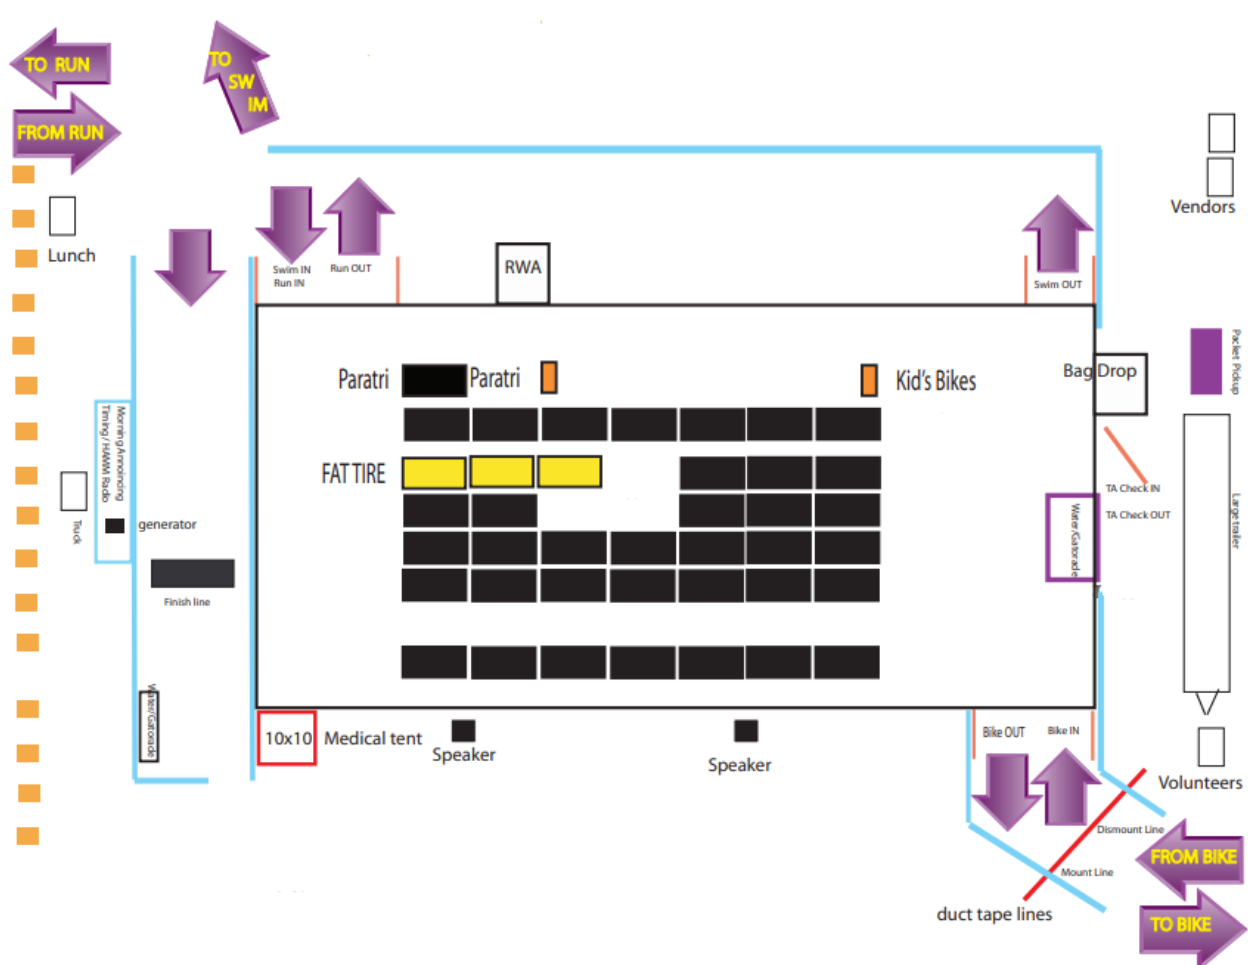 TO RUN
FROM RUN
TO
SW
IM
Lunch
Vendors
Swim IN
Run IN
Run OUT
RWA
Swim OUT
Packet Pickup
Paratri
Paratri
Kid's Bikes
Bag Drop
FAT TIRE
Morning Annoincing
Timing / HAMM Radio
generator
Truck
Finish line
Water/Gatorade
TA Check IN
TA Check OUT
Water/Gatorade
Large trailer
T
10x10
Medical tent
Speaker
Speaker
Bike OUT
Bike IN
Volunteers
Dismount Line
Mount Line
FROM BIKE
TO BIKE
duct tape lines